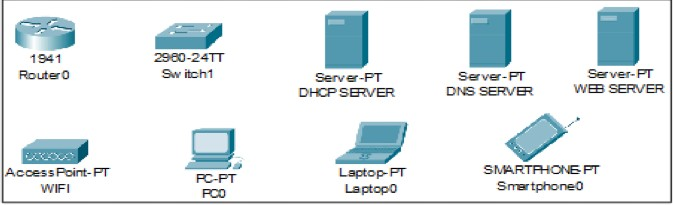 1941
Router0
2960-24TT
Switch1
Server-PT
DHCP SERVER
Server-PT
DNS SERVER
Server-PT
WEB SERVER
AccessPoint-PT
WIFI
PC-PT
PC0
Laptop-PT
Laptop0
SMARTPHONE-PT
Smartphone0